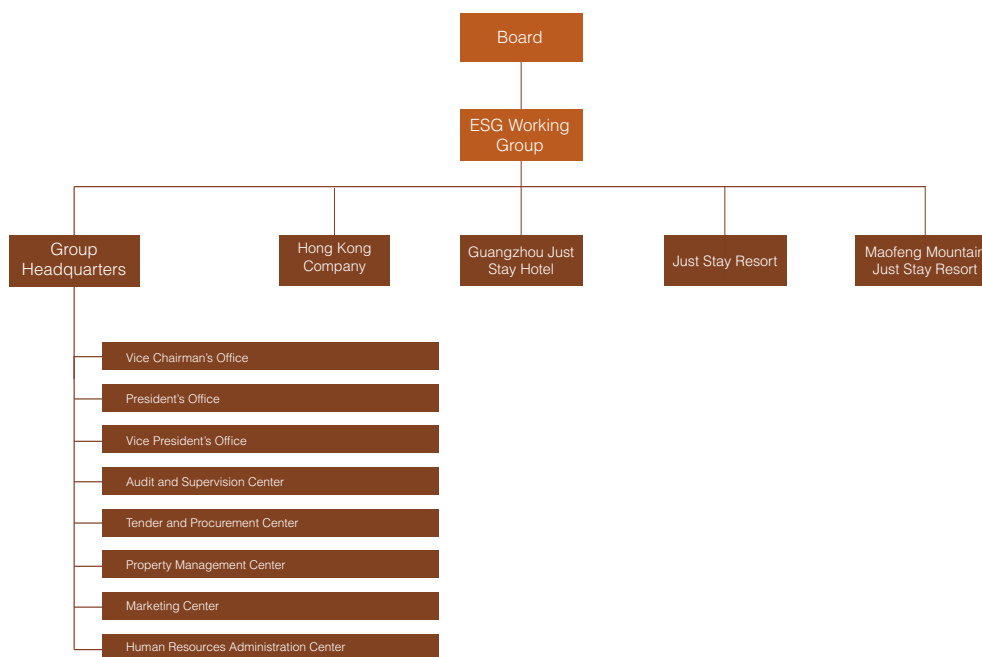 Board
ESG Working
Group
Group
Headquarters
Hong Kong
Company
Guangzhou Just
Stay Hotel
Just Stay Resort
Maofeng Mountain
Just Stay Resort
Vice Chairman's Office
President's Office
Vice President's Office
Audit and Supervision Center
Tender and Procurement Center
Property Management Center
Marketing Center
Human Resources Administration Center